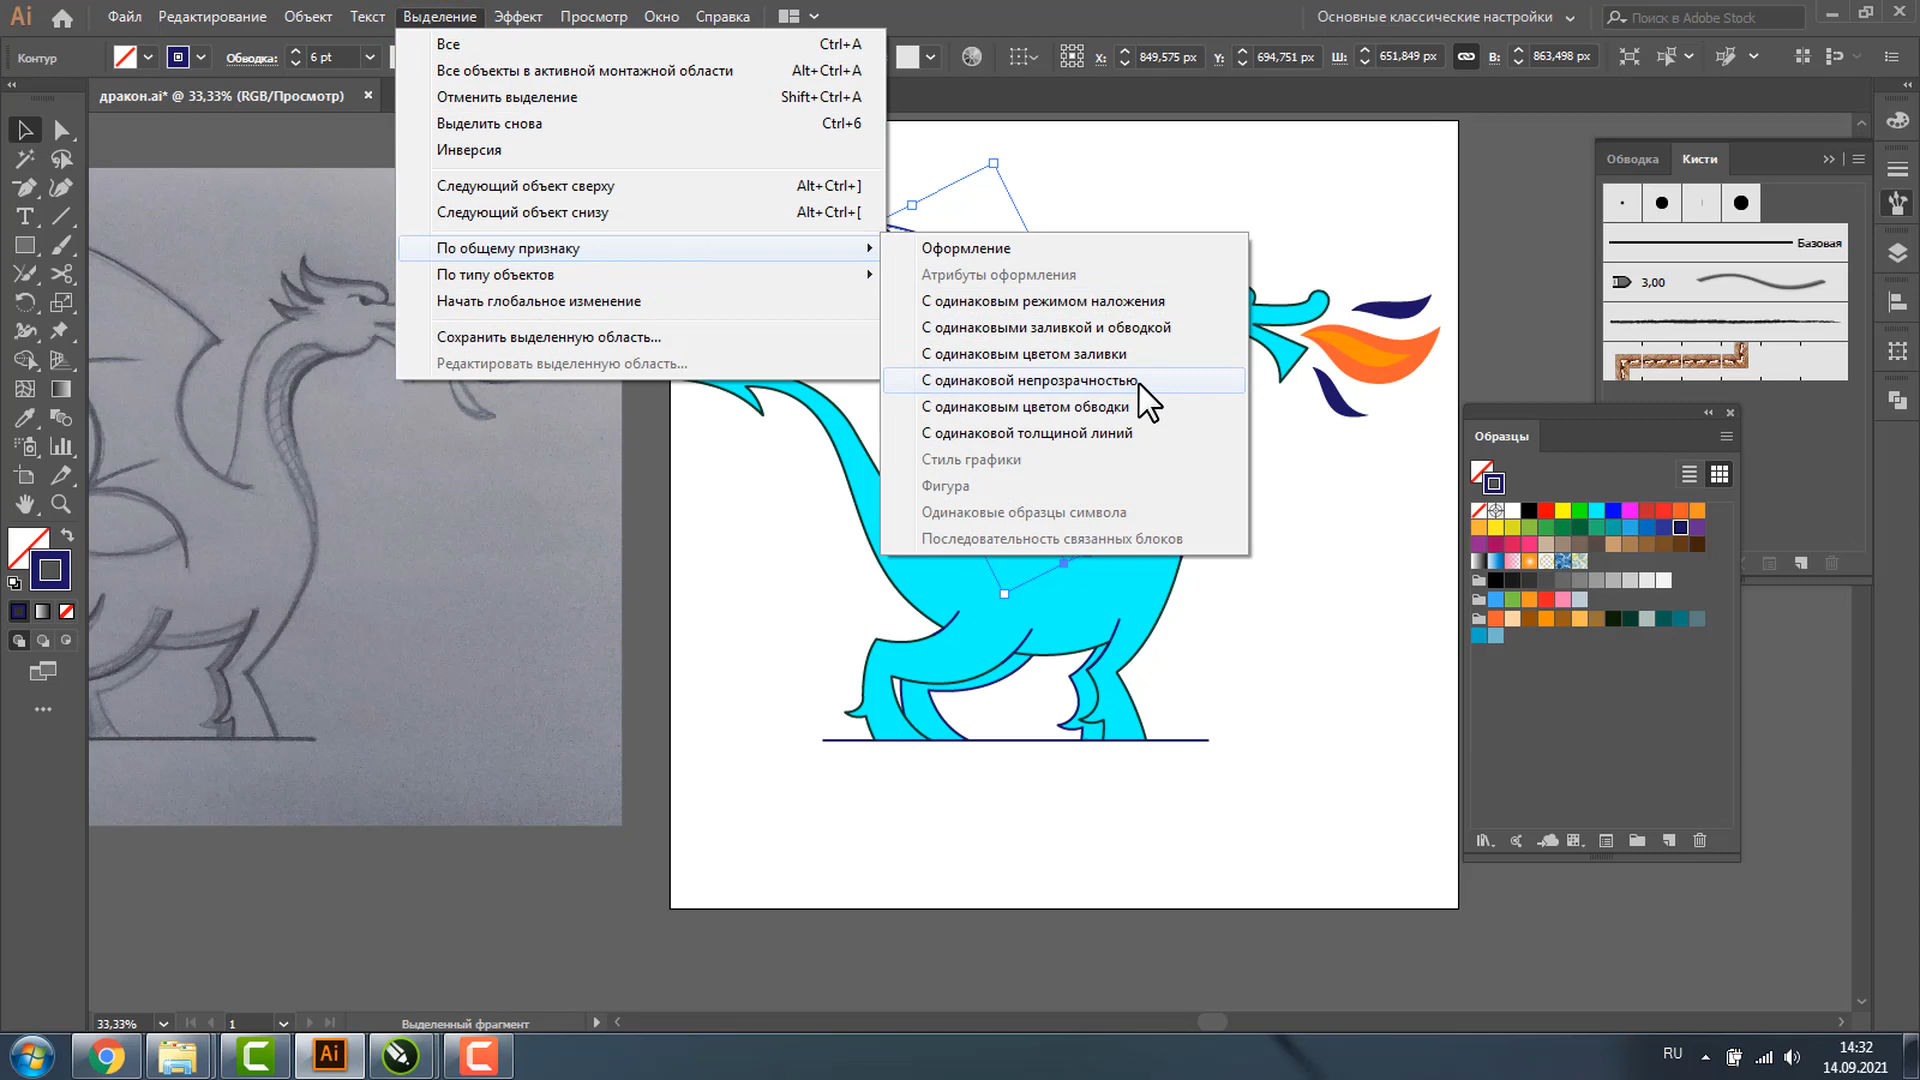 Ai Файл Редактирование Объект Текст Выделение Эффект Просмотр Окно Справка Основные классические настройки Поиск в Adobe Stock
Контур Обводка: 6 pt X: 849,575 px Y: 694,751 px Ш: 651,849 px В: 863,498 px
дракон.ai* @ 33,33% (RGB/Просмотр)
Все Ctrl+A
Все объекты в активной монтажной области Alt+Ctrl+A
Отменить выделение Shift+Ctrl+A
Выделить снова Ctrl+6
Инверсия
Следующий объект сверху Alt+Ctrl+]
Следующий объект снизу Alt+Ctrl+[
По общему признаку
По типу объектов
Начать глобальное изменение
Сохранить выделенную область...
Редактировать выделенную область...
Оформление
Атрибуты оформления
С одинаковым режимом наложения
С одинаковыми заливкой и обводкой
С одинаковым цветом заливки
С одинаковой непрозрачностью
С одинаковым цветом обводки
С одинаковой толщиной линий
Стиль графики
Фигура
Одинаковые образцы символа
Последовательность связанных блоков
Обводка Кисти
Базовая
3,00
Образцы
33,33% 1 Выделенный фрагмент
Ai
RU
14:32
14.09.2021